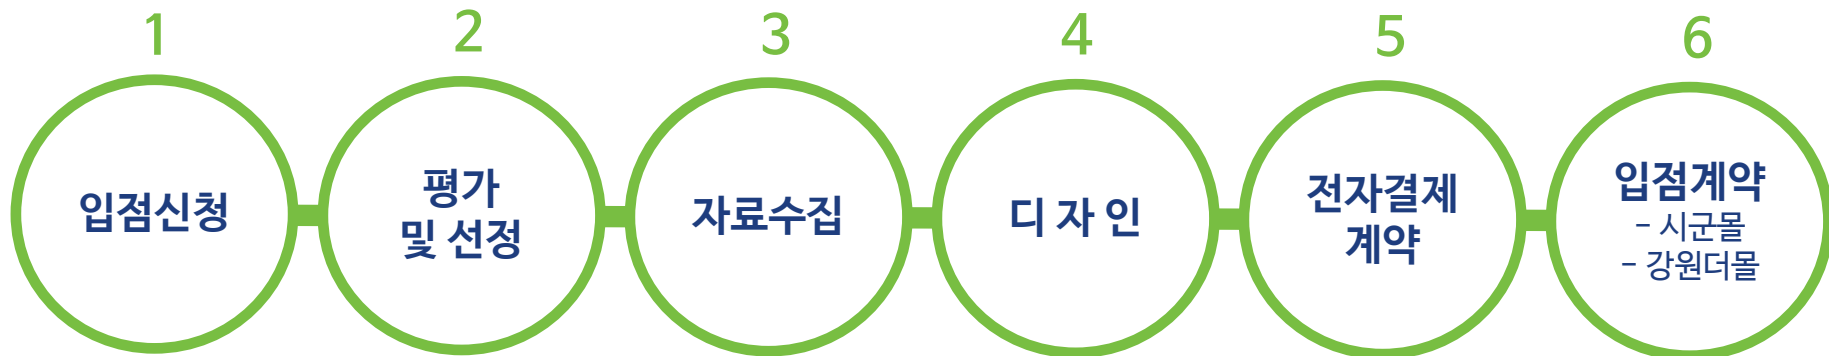 1
입점신청
2
평가
및 선정
3
자료수집
4
디 자 인
5
전자결제
계약
6
입점계약
- 시군몰
- 강원더몰